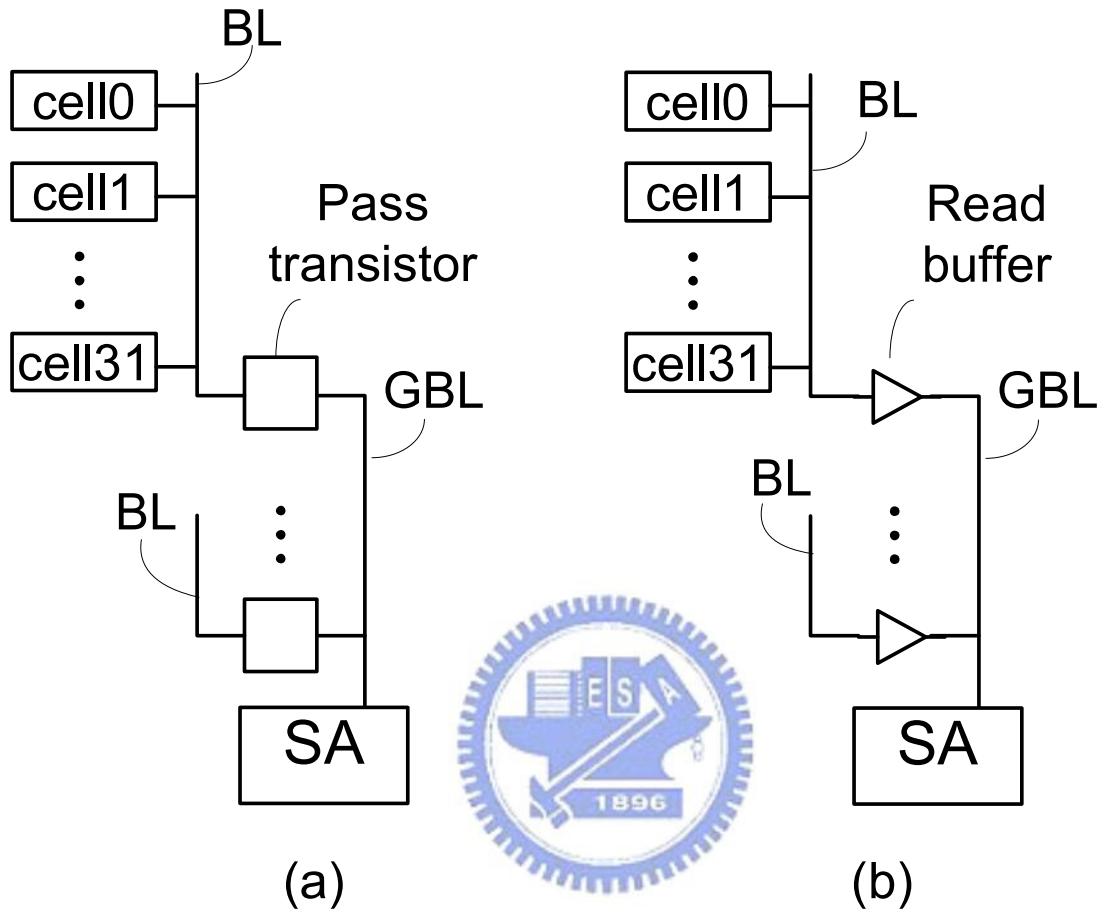 BL
cell0
cell1
Pass
transistor
cell31
GBL
BL
SA
(a)
cell0
BL
cell1
Read
buffer
cell31
GBL
BL
SA
(b)
E S A
1896